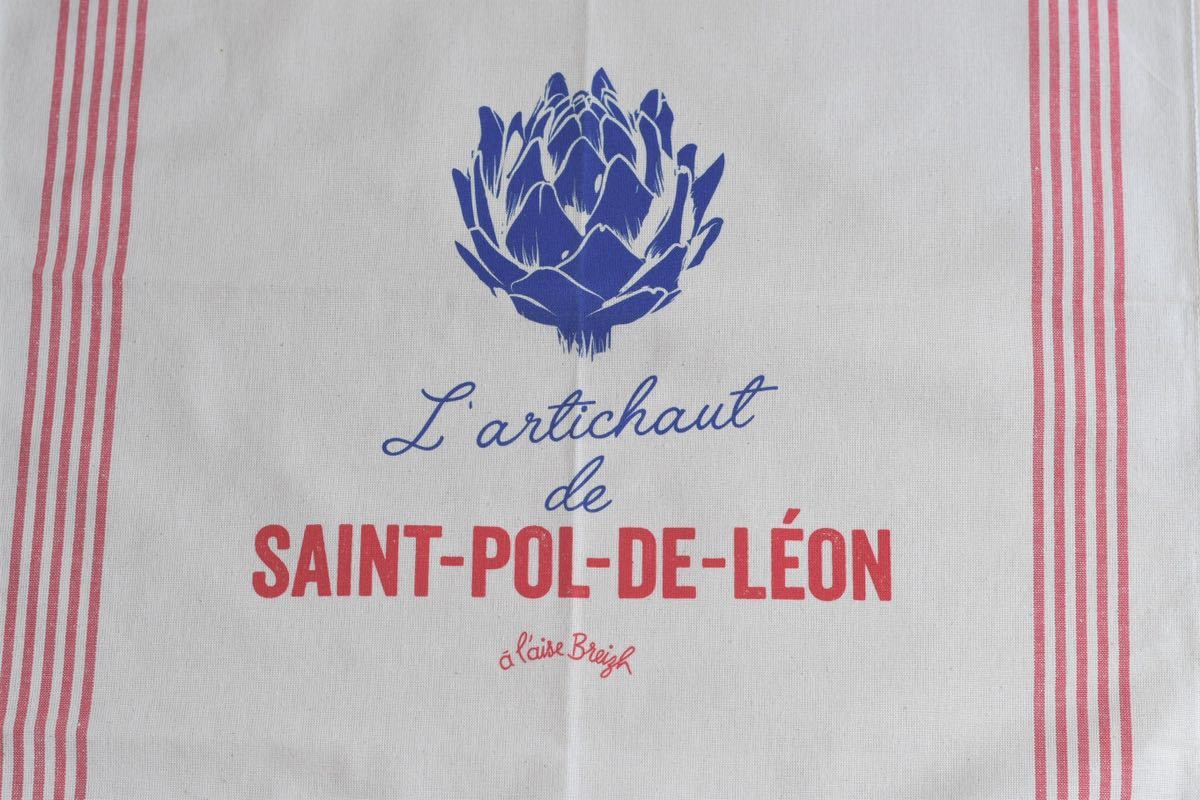 L'artichaut
de
SAINT-POL-DE-LÉON
à l'aise Breizh